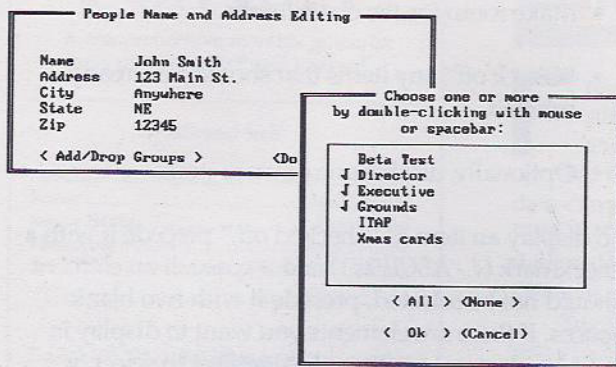 People Name and Address Editing
Name John Smith
Address 123 Main St.
City Anywhere
State NE
Zip 12345
< Add/Drop Groups > <Do
Choose one or more
by double-clicking with mouse
or spacebar:
Beta Test
√ Director
√ Executive
√ Grounds
ITAP
Xmas cards
< All > <None >
< Ok > <Cancel>